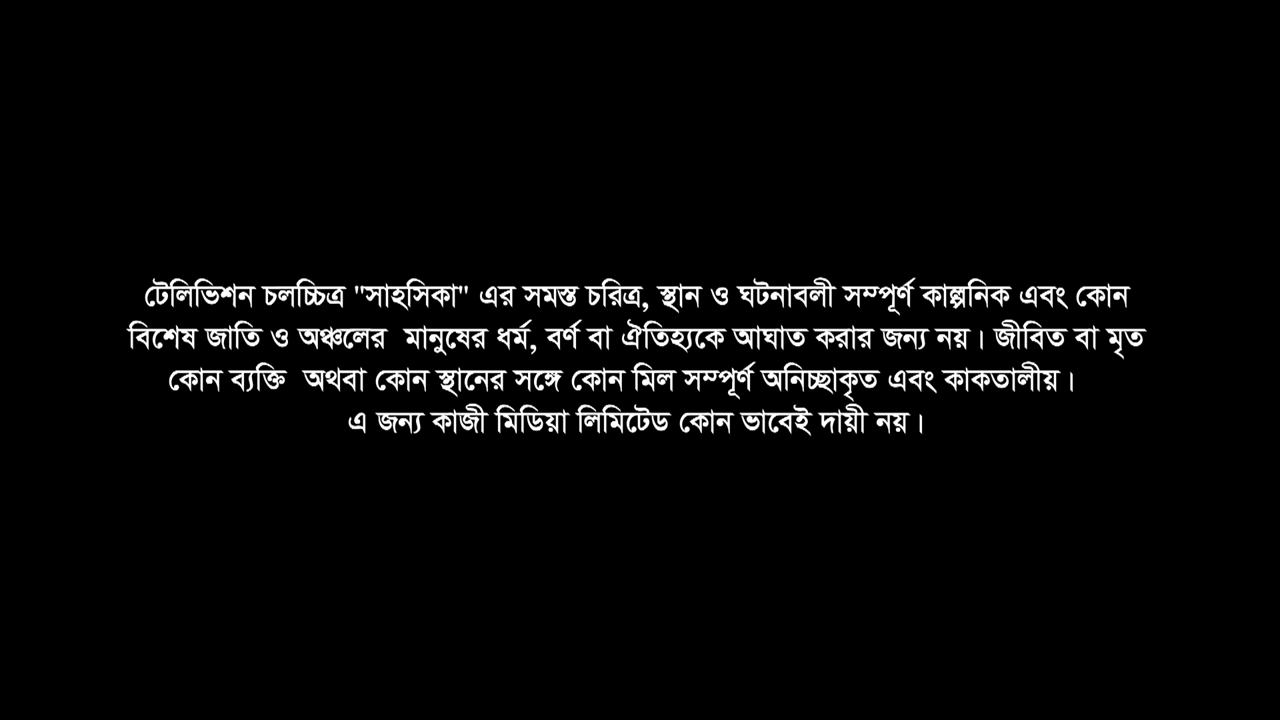 টেলিভিশন চলচ্চিত্র "সাহসিকা" এর সমস্ত চরিত্র, স্থান ও ঘটনাবলী সম্পূর্ণ কাল্পনিক এবং কোন
বিশেষ জাতি ও অঞ্চলের মানুষের ধর্ম, বর্ণ বা ঐতিহ্যকে আঘাত করার জন্য নয়। জীবিত বা মৃত
কোন ব্যক্তি অথবা কোন স্থানের সঙ্গে কোন মিল সম্পূর্ণ অনিচ্ছাকৃত এবং কাকতালীয়।
এ জন্য কাজী মিডিয়া লিমিটেড কোন ভাবেই দায়ী নয়।